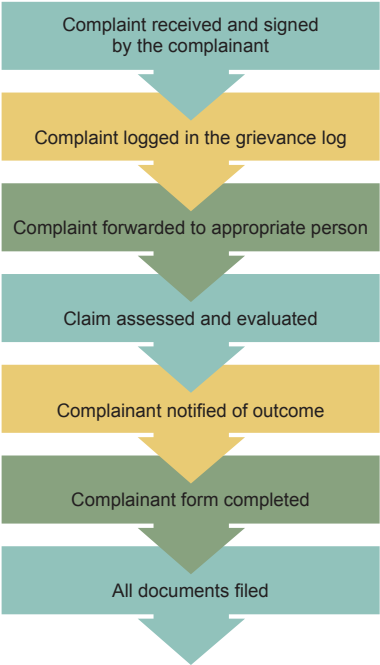 Complaint received and signed
by the complainant
Complaint logged in the grievance log
Complaint forwarded to appropriate person
Claim assessed and evaluated
Complainant notified of outcome
Complainant form completed
All documents filed